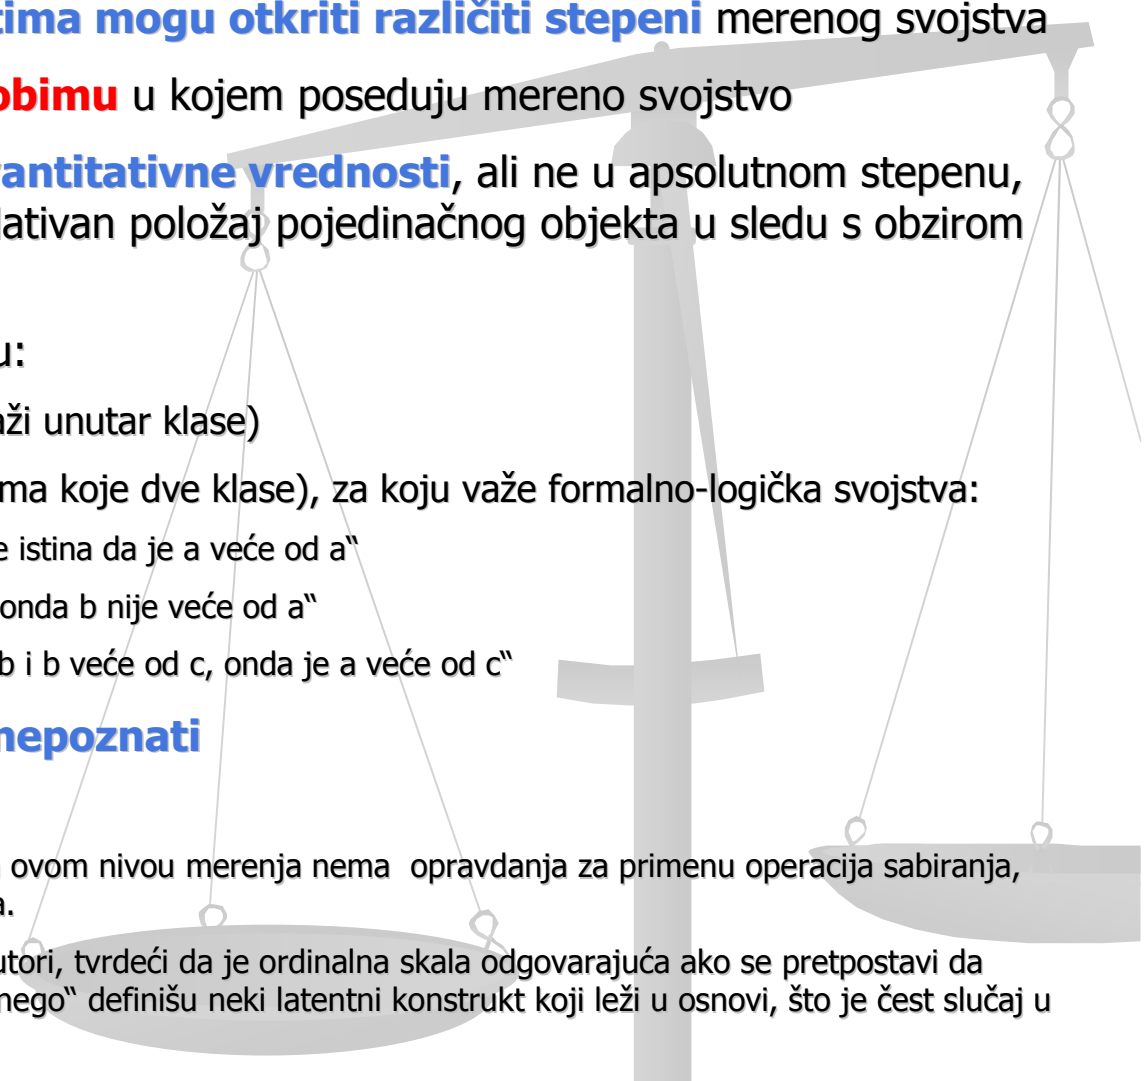 tima mogu otkriti različiti stepeni merenog svojstva
obimu u kojem poseduju mereno svojstvo
antitativne vrednosti, ali ne u apsolutnom stepenu,
lativan položaj pojedinačnog objekta u sledu s obzirom
u:
aži unutar klase)
ma koje dve klase), za koju važe formalno-logička svojstva:
e istina da je a veće od a“
onda b nije veće od a“
b i b veće od c, onda je a veće od c“
nepoznati
ovom nivou merenja nema opravdanja za primenu operacija sabiranja,
a.
utori, tvrdeći da je ordinalna skala odgovarajuća ako se pretpostavi da
nego“ definišu neki latentni konstrukt koji leži u osnovi, što je čest slučaj u